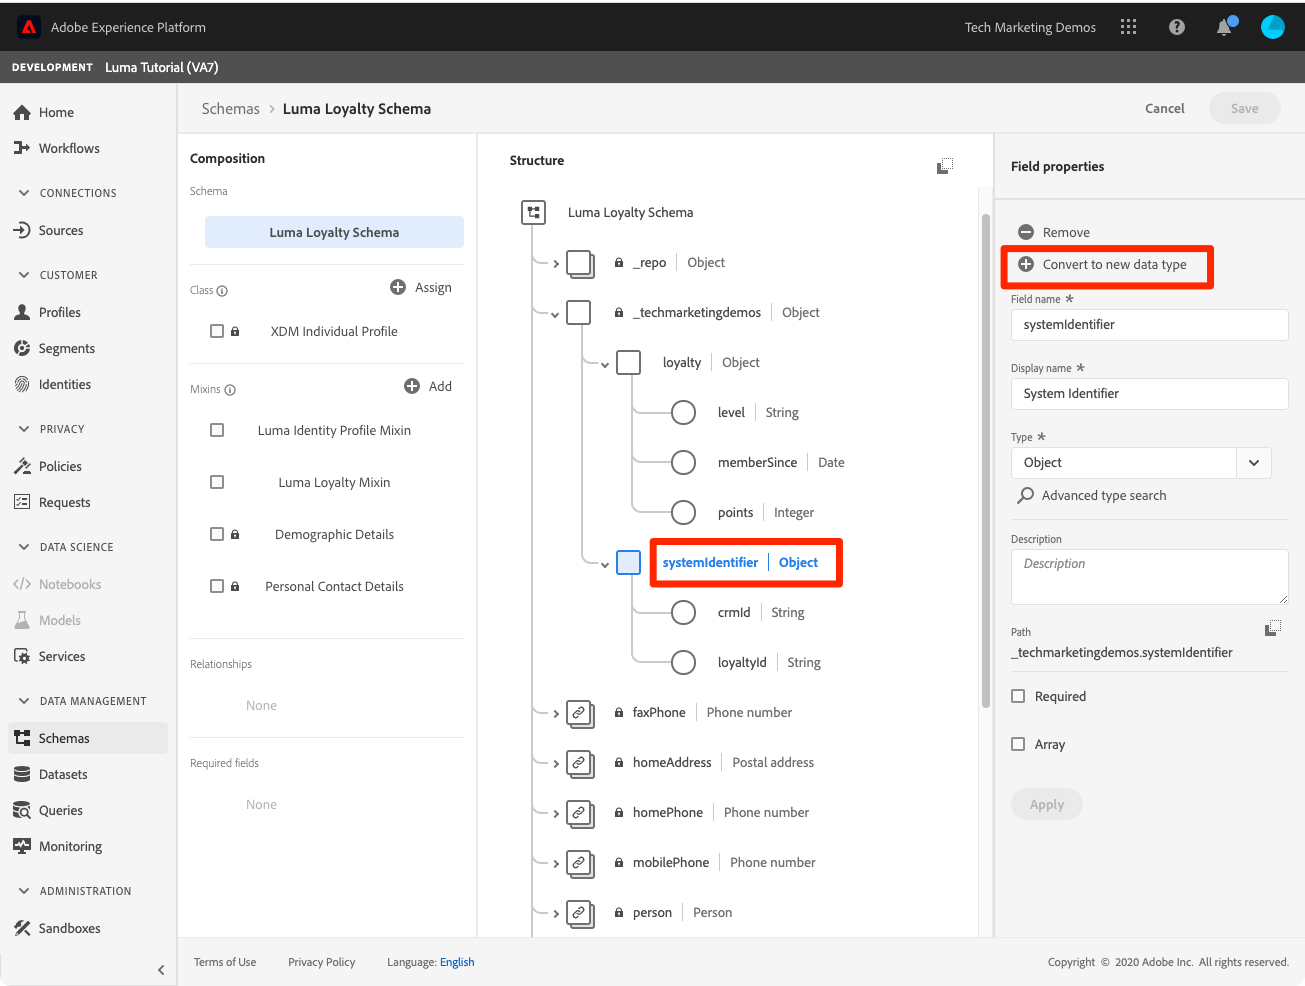 Adobe Experience Platform
Tech Marketing Demos
DEVELOPMENT Luma Tutorial (VA7)
Home
Workflows
CONNECTIONS
Sources
CUSTOMER
Profiles
Segments
Identities
PRIVACY
Policies
Requests
DATA SCIENCE
Notebooks
Models
Services
DATA MANAGEMENT
Schemas
Datasets
Queries
Monitoring
ADMINISTRATION
Sandboxes
Schemas > Luma Loyalty Schema
Cancel
Save
Composition
Schema
Luma Loyalty Schema
Class
Assign
XDM Individual Profile
Mixins
Add
Luma Identity Profile Mixin
Luma Loyalty Mixin
Demographic Details
Personal Contact Details
Relationships
None
Required fields
None
Structure
Luma Loyalty Schema
_repo | Object
_techmarketingdemos | Object
loyalty | Object
level | String
memberSince | Date
points | Integer
systemIdentifier | Object
crmId | String
loyaltyId | String
faxPhone | Phone number
homeAddress | Postal address
homePhone | Phone number
mobilePhone | Phone number
person | Person
Field properties
Remove
Convert to new data type
Field name *
systemIdentifier
Display name *
System Identifier
Type *
Object
Advanced type search
Description
Description
Path
_techmarketingdemos.systemIdentifier
Required
Array
Apply
Terms of Use
Privacy Policy
Language: English
Copyright © 2020 Adobe Inc. All rights reserved.